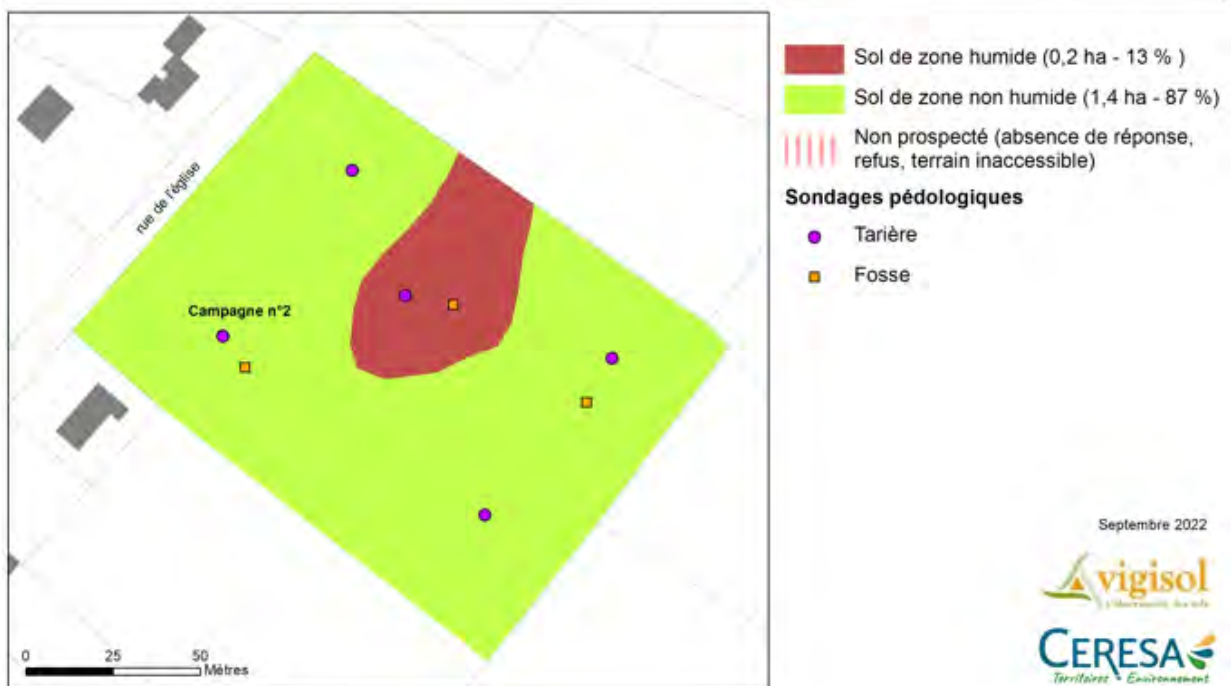 Sol de zone humide (0,2 ha - 13 % )
Sol de zone non humide (1,4 ha - 87 %)
Non prospecté (absence de réponse,
refus, terrain inaccessible)
Sondages pédologiques
Tarière
Fosse
rue de l'église
Campagne n°2
0 25 50
Mètres
Septembre 2022
vigisol
CERESA
Territoires • Environnement